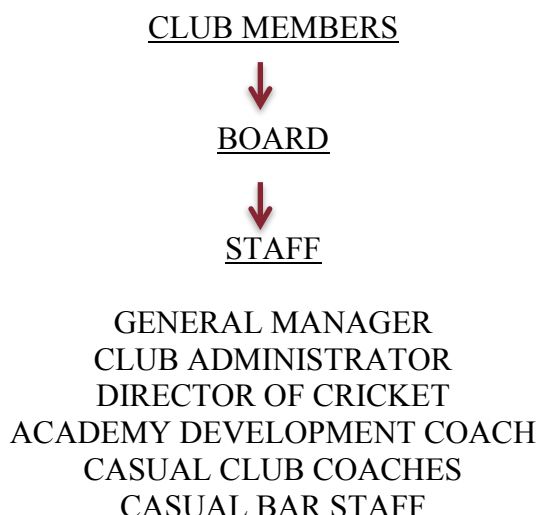 CLUB MEMBERS
BOARD
STAFF
GENERAL MANAGER
CLUB ADMINISTRATOR
DIRECTOR OF CRICKET
ACADEMY DEVELOPMENT COACH
CASUAL CLUB COACHES
CASUAL BAR STAFF